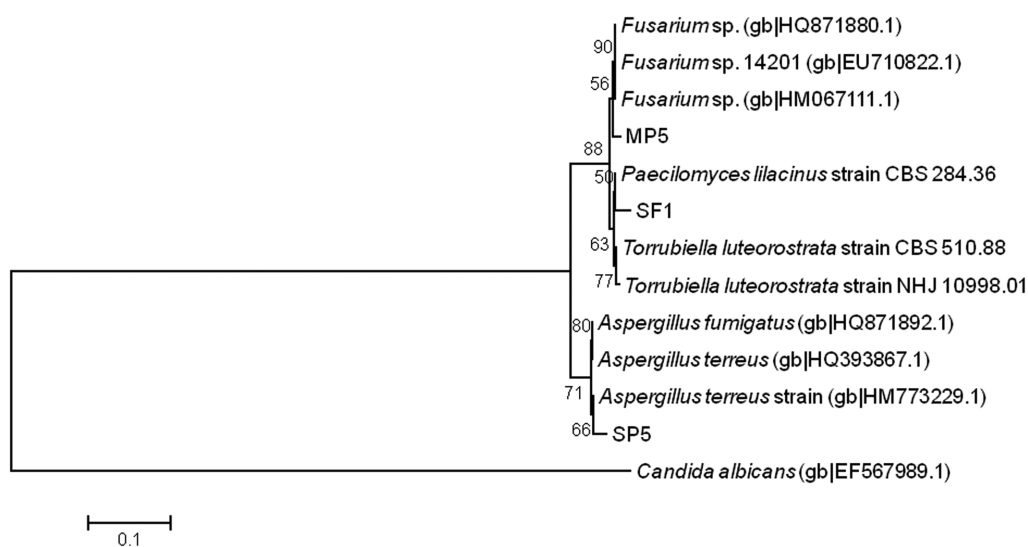 Fusarium sp. (gb|HQ871880.1)
90
Fusarium sp. 14201 (gb|EU710822.1)
56
Fusarium sp. (gb|HM067111.1)
MP5
88
Paecilomyces lilacinus strain CBS 284.36
50
SF1
63
Torrubiella luteorostrata strain CBS 510.88
77
Torrubiella luteorostrata strain NHJ 10998.01
80
Aspergillus fumigatus (gb|HQ871892.1)
Aspergillus terreus (gb|HQ393867.1)
71
Aspergillus terreus strain (gb|HM773229.1)
66
SP5
Candida albicans (gb|EF567989.1)
0.1